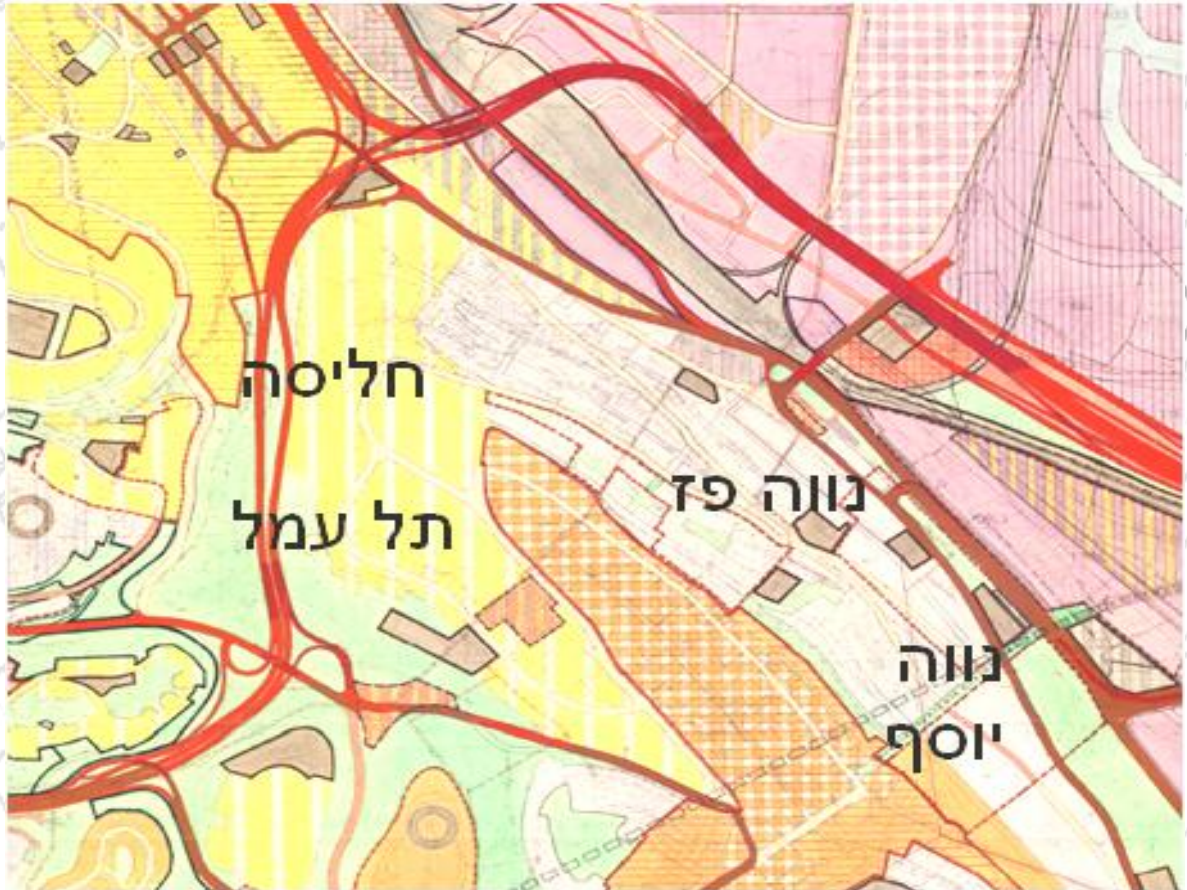 חליסה
תל עמל
נווה פז
נווה
יוסף